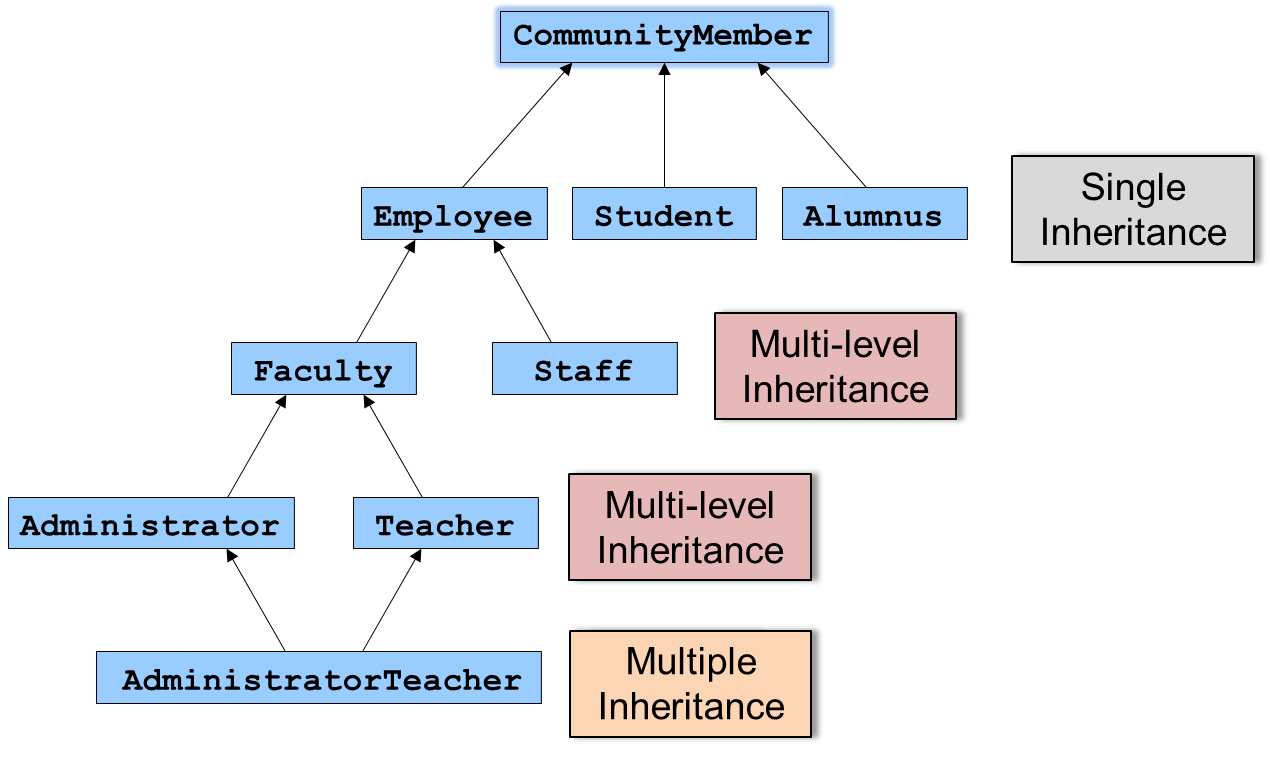 CommunityMember
Employee
Student
Alumnus
Single
Inheritance
Faculty
Staff
Multi-level
Inheritance
Administrator
Teacher
Multi-level
Inheritance
AdministratorTeacher
Multiple
Inheritance